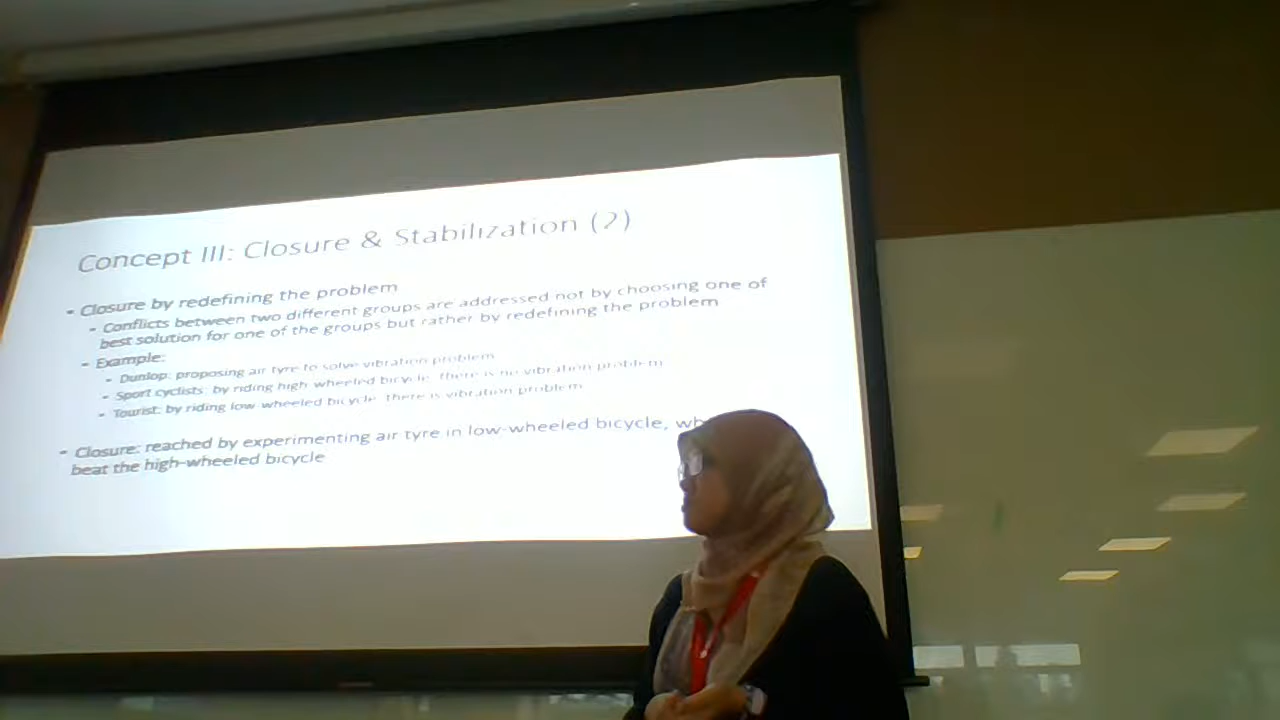 Concept III: Closure & Stabilization (2)
- Closure by redefining the problem
- Conflicts between two different groups are addressed not by choosing one of
best solution for one of the groups but rather by redefining the problem
- Example:
- Dunlop: proposing air tyre to solve vibration problem
- Sport cyclists: by riding high-wheeled bicycle, there is no vibration problem
- Tourist: by riding low-wheeled bicycle, there is vibration problem
- Closure: reached by experimenting air tyre in low-wheeled bicycle,
beat the high-wheeled bicycle